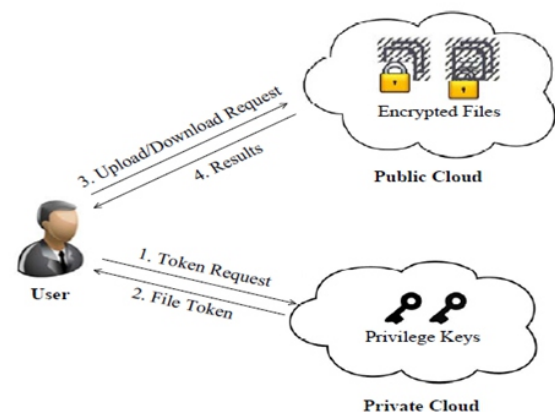 Encrypted Files
Public Cloud
3. Upload/Download Request
4. Results
User
1. Token Request
2. File Token
Privilege Keys
Private Cloud